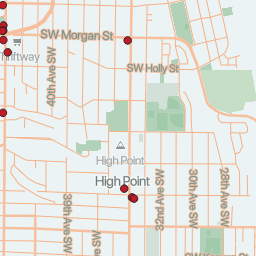 SW Morgan St
Thriftway
SW Holly St
40th Ave SW
High Point
High Point
39th Ave SW
32nd Ave SW
30th Ave SW
28th Ave SW